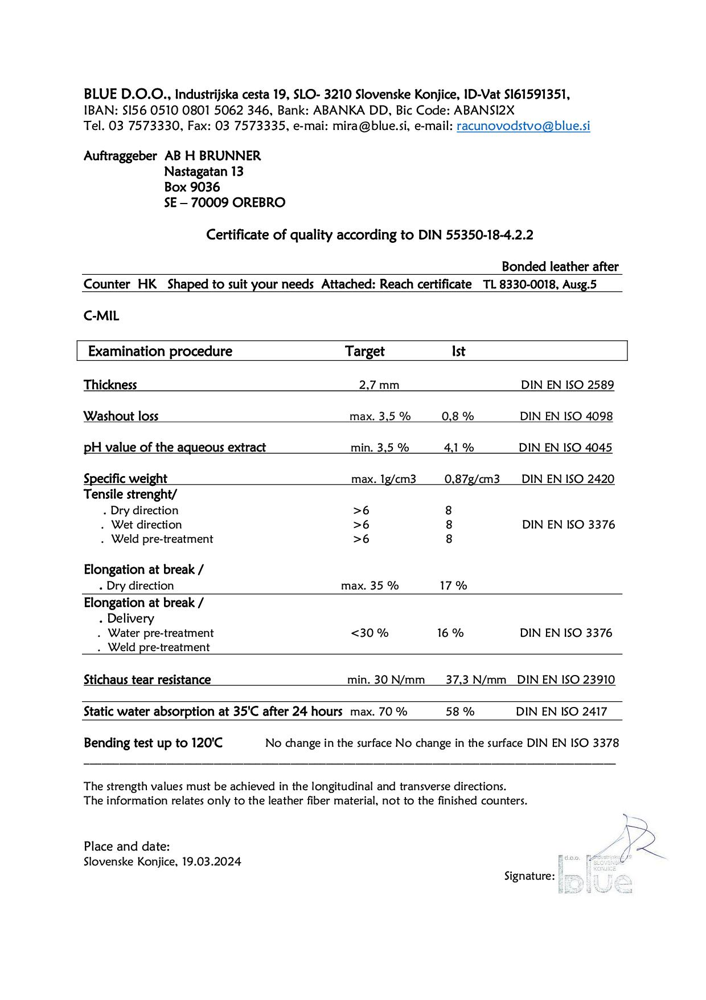 BLUE D.O.O., Industrijska cesta 19, SLO- 3210 Slovenske Konjice, ID-Vat SI61591351,
IBAN: SI56 0510 0801 5062 346, Bank: ABANKA DD, Bic Code: ABANSI2X
Tel. 03 7573330, Fax: 03 7573335, e-mai: mira@blue.si, e-mail: racunovodstvo@blue.si
Auftraggeber AB H BRUNNER
Nastagatan 13
Box 9036
SE – 70009 OREBRO
Certificate of quality according to DIN 55350-18-4.2.2
Bonded leather after
Counter HK Shaped to suit your needs Attached: Reach certificate TL 8330-0018, Ausg.5
C-MIL
Examination procedure Target Ist
Thickness 2,7 mm DIN EN ISO 2589
Washout loss max. 3,5 % 0,8 % DIN EN ISO 4098
pH value of the aqueous extract min. 3,5 % 4,1 % DIN EN ISO 4045
Specific weight max. 1g/cm3 0,87g/cm3 DIN EN ISO 2420
Tensile strenght/
. Dry direction >6 8
. Wet direction >6 8 DIN EN ISO 3376
. Weld pre-treatment >6 8
Elongation at break /
. Dry direction max. 35 % 17 %
Elongation at break /
. Delivery
. Water pre-treatment <30 % 16 % DIN EN ISO 3376
. Weld pre-treatment
Stichaus tear resistance min. 30 N/mm 37,3 N/mm DIN EN ISO 23910
Static water absorption at 35'C after 24 hours max. 70 % 58 % DIN EN ISO 2417
Bending test up to 120'C No change in the surface No change in the surface DIN EN ISO 3378
The strength values must be achieved in the longitudinal and transverse directions.
The information relates only to the leather fiber material, not to the finished counters.
Place and date:
Slovenske Konjice, 19.03.2024
Signature:
d.o.o. Industrijska c. 19
SLOVENSKE
KONJICE
blue